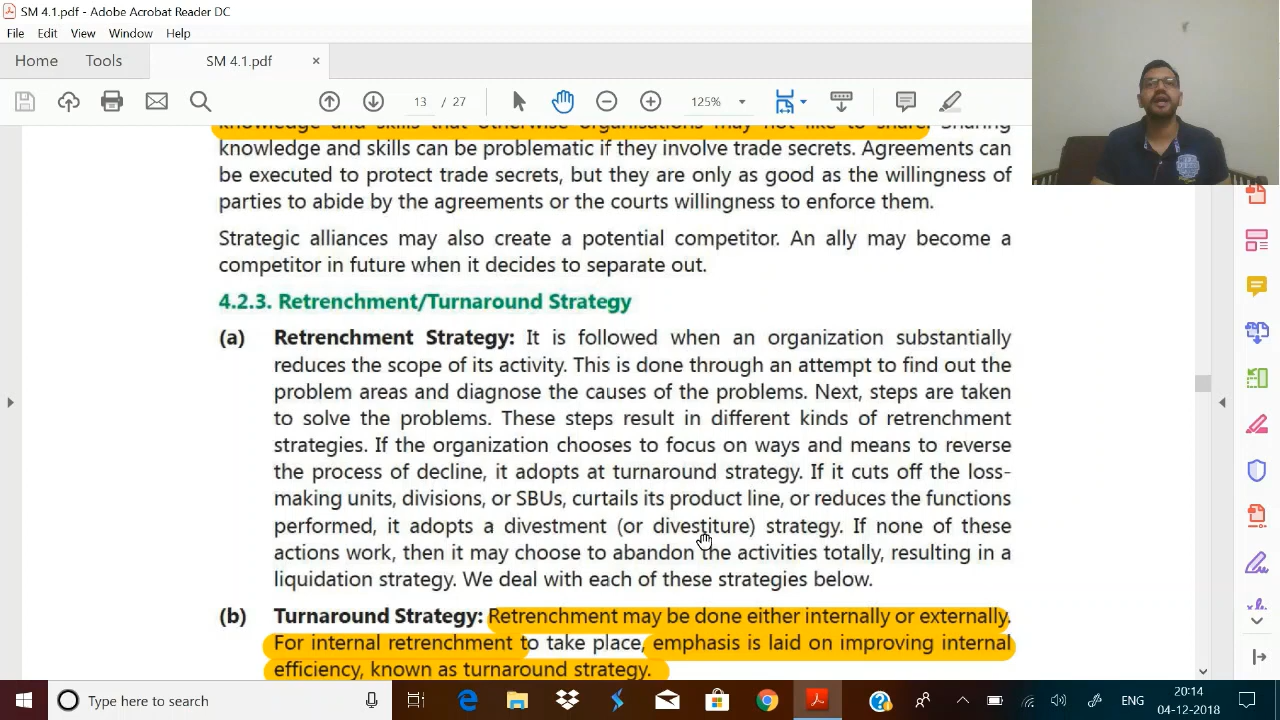 SM 4.1.pdf - Adobe Acrobat Reader DC
File Edit View Window Help
Home Tools SM 4.1.pdf ×
13 / 27 125%
knowledge and skills that otherwise organisations may not like to share. Sharing
knowledge and skills can be problematic if they involve trade secrets. Agreements can
be executed to protect trade secrets, but they are only as good as the willingness of
parties to abide by the agreements or the courts willingness to enforce them.
Strategic alliances may also create a potential competitor. An ally may become a
competitor in future when it decides to separate out.
4.2.3. Retrenchment/Turnaround Strategy
(a) Retrenchment Strategy: It is followed when an organization substantially
reduces the scope of its activity. This is done through an attempt to find out the
problem areas and diagnose the causes of the problems. Next, steps are taken
to solve the problems. These steps result in different kinds of retrenchment
strategies. If the organization chooses to focus on ways and means to reverse
the process of decline, it adopts at turnaround strategy. If it cuts off the loss-
making units, divisions, or SBUs, curtails its product line, or reduces the functions
performed, it adopts a divestment (or divestiture) strategy. If none of these
actions work, then it may choose to abandon the activities totally, resulting in a
liquidation strategy. We deal with each of these strategies below.
(b) Turnaround Strategy: Retrenchment may be done either internally or externally.
For internal retrenchment to take place, emphasis is laid on improving internal
efficiency, known as turnaround strategy.
Type here to search
ENG
20:14
04-12-2018